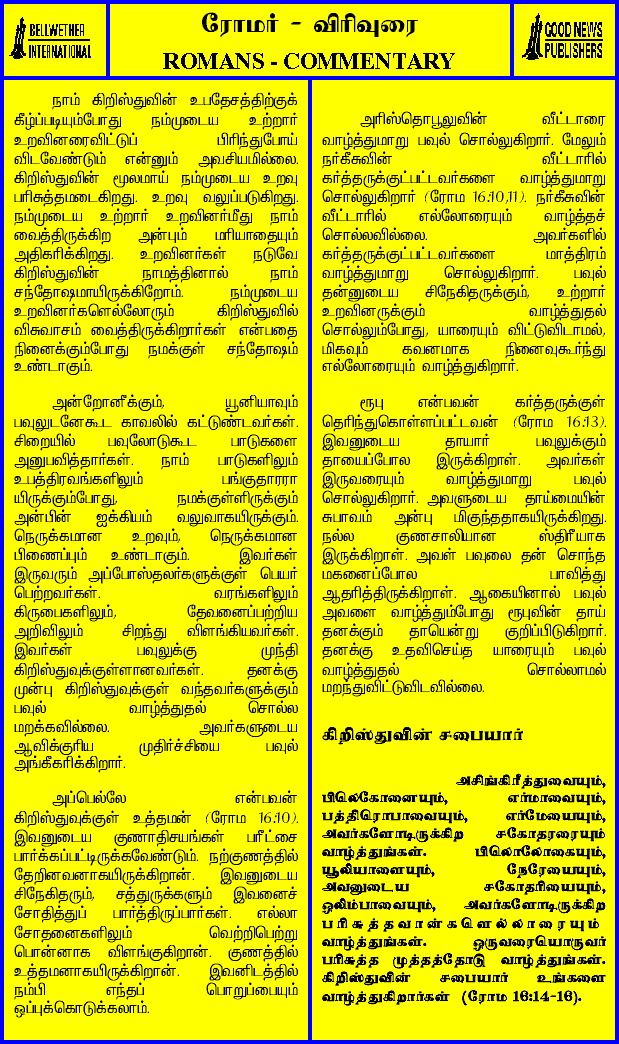 BELLWETHER
INTERNATIONAL
ரோமர் - விரிவுரை
ROMANS - COMMENTARY
GOOD NEWS
PUBLISHERS
நாம் கிறிஸ்துவின் உபதேசத்திற்குக்
கீழ்ப்படியும்போது நம்முடைய உற்றார்
உறவினரைவிட்டுப் பிரிந்துபோய்
விடவேண்டும் என்னும் அவசியமில்லை.
கிறிஸ்துவின் மூலமாய் நம்முடைய உறவு
பரிசுத்தமடைகிறது. உறவு வலுப்படுகிறது.
நம்முடைய உற்றார் உறவினர்மீது நாம்
வைத்திருக்கிற அன்பும் மரியாதையும்
அதிகரிக்கிறது. உறவினர்கள் நடுவே
கிறிஸ்துவின் நாமத்தினால் நாம்
சந்தோஷமாயிருக்கிறோம். நம்முடைய
உறவினர்களெல்லோரும் கிறிஸ்துவில்
விசுவாசம் வைத்திருக்கிறார்கள் என்பதை
நினைக்கும்போது நமக்குள் சந்தோஷம்
உண்டாகும்.
அன்றோனீக்கும், யூனியாவும்
பவுலுடனேகூட காவலில் கட்டுண்டவர்கள்.
சிறையில் பவுலோடுகூட பாடுகளை
அனுபவித்தார்கள். நாம் பாடுகளிலும்
உபத்திரவங்களிலும் பங்குதாரரா
யிருக்கும்போது, நமக்குள்ளிருக்கும்
அன்பின் ஐக்கியம் வலுவாகயிருக்கும்.
நெருக்கமான உறவும், நெருக்கமான
பிணைப்பும் உண்டாகும். இவர்கள்
இருவரும் அப்போஸ்தலர்களுக்குள் பெயர்
பெற்றவர்கள். வரங்களிலும்
கிருபைகளிலும், தேவனைப்பற்றிய
அறிவிலும் சிறந்து விளங்கியவர்கள்.
இவர்கள் பவுலுக்கு முந்தி
கிறிஸ்துவுக்குள்ளானவர்கள். தனக்கு
முன்பு கிறிஸ்துவுக்குள் வந்தவர்களுக்கும்
பவுல் வாழ்த்துதல் சொல்ல
மறக்கவில்லை. அவர்களுடைய
ஆவிக்குரிய முதிர்ச்சியை பவுல்
அங்கீகரிக்கிறார்.
அப்பெல்லே என்பவன்
கிறிஸ்துவுக்குள் உத்தமன் (ரோம 16:10).
இவனுடைய குணாதிசயங்கள் பரீட்சை
பார்க்கப்பட்டிருக்கவேண்டும். நற்குணத்தில்
தேறினவனாகயிருக்கிறான். இவனுடைய
சிநேகிதரும், சத்துருக்களும் இவனைச்
சோதித்துப் பார்த்திருப்பார்கள். எல்லா
சோதனைகளிலும் வெற்றிபெற்று
பொன்னாக விளங்குகிறான். குணத்தில்
உத்தமனாகயிருக்கிறான். இவனிடத்தில்
நம்பி எந்தப் பொறுப்பையும்
ஒப்புக்கொடுக்கலாம்.
அரிஸ்தொபூலுவின் வீட்டாரை
வாழ்த்துமாறு பவுல் சொல்லுகிறார். மேலும்
நர்கீசுவின் வீட்டாரில்
கர்த்தருக்குட்பட்டவர்களை வாழ்த்துமாறு
சொல்லுகிறார் (ரோம 16:10,11). நர்கீசுவின்
வீட்டாரில் எல்லோரையும் வாழ்த்தச்
சொல்லவில்லை. அவர்களில்
கர்த்தருக்குட்பட்டவர்களை மாத்திரம்
வாழ்த்துமாறு சொல்லுகிறார். பவுல்
தன்னுடைய சிநேகிதருக்கும், உற்றார்
உறவினருக்கும் வாழ்த்துதல்
சொல்லும்போது, யாரையும் விட்டுவிடாமல்,
மிகவும் கவனமாக நினைவுகூர்ந்து
எல்லோரையும் வாழ்த்துகிறார்.
ரூபு என்பவன் கர்த்தருக்குள்
தெரிந்துகொள்ளப்பட்டவன் (ரோம 16:13).
இவனுடைய தாயார் பவுலுக்கும்
தாயைப்போல இருக்கிறாள். அவர்கள்
இருவரையும் வாழ்த்துமாறு பவுல்
சொல்லுகிறார். அவளுடைய தாய்மையின்
சுபாவம் அன்பு மிகுந்ததாகயிருக்கிறது.
நல்ல குணசாலியான ஸ்திரீயாக
இருக்கிறாள். அவள் பவுலை தன் சொந்த
மகனைப்போல பாவித்து
ஆதரித்திருக்கிறாள். ஆகையினால் பவுல்
அவளை வாழ்த்தும்போது ரூபுவின் தாய்
தனக்கும் தாயென்று குறிப்பிடுகிறார்.
தனக்கு உதவிசெய்த யாரையும் பவுல்
வாழ்த்துதல் சொல்லாமல்
மறந்துவிட்டுவிடவில்லை.
கிறிஸ்துவின் சபையார்
அசிங்கிரீத்துவையும்,
பிலெகோனையும், எர்மாவையும்,
பத்திரொபாவையும், எர்மேயையும்,
அவர்களோடிருக்கிற சகோதரரையும்
வாழ்த்துங்கள். பிலொலோகையும்,
யூலியானையும், நேரேயையும்,
அவனுடைய சகோதரியையும்,
ஒலிம்பாவையும், அவர்களோடிருக்கிற
பரிசுத்தவான்களெல்லாரையும்
வாழ்த்துங்கள். ஒருவரையொருவர்
பரிசுத்த முத்தத்தோடு வாழ்த்துங்கள்.
கிறிஸ்துவின் சபையார் உங்களை
வாழ்த்துகிறார்கள் (ரோம 16:14-16).